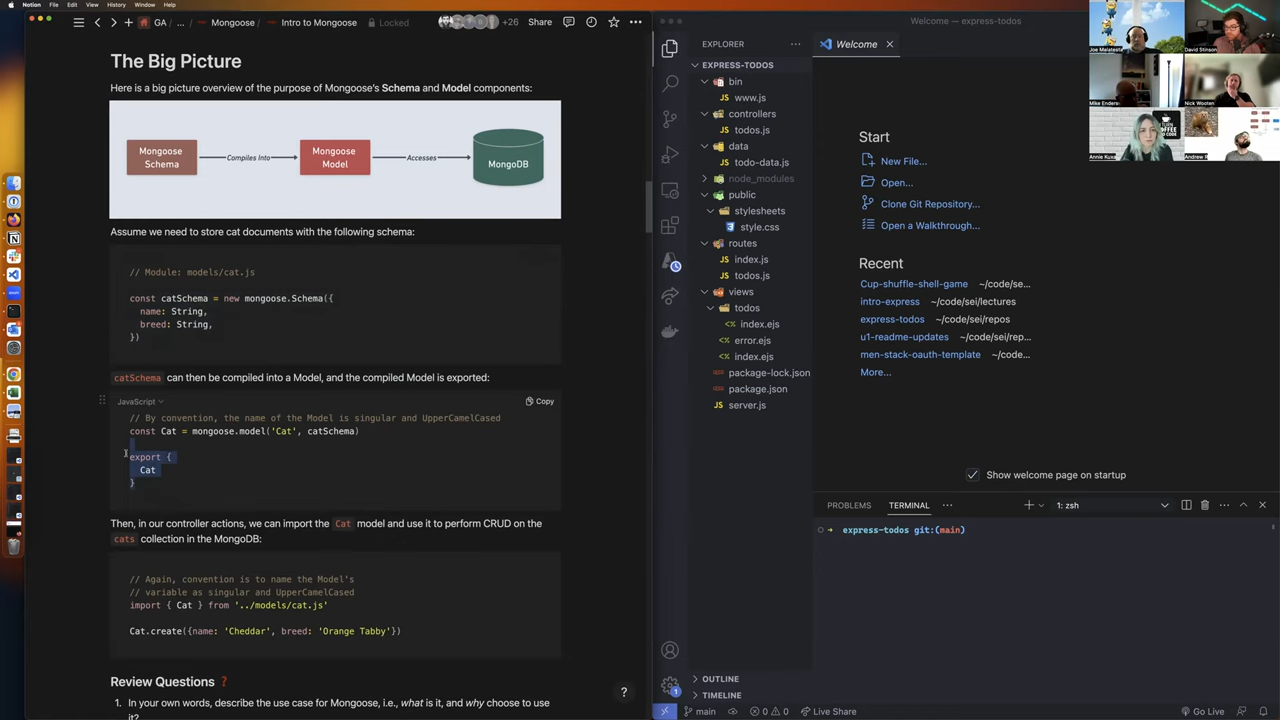 Notion File Edit View History Window Help
GA / ... / Mongoose / Intro to Mongoose Locked
+26 Share
The Big Picture
Here is a big picture overview of the purpose of Mongoose's Schema and Model components:
Mongoose Schema
Compiles Into
Mongoose Model
Accesses
MongoDB
Assume we need to store cat documents with the following schema:
// Module: models/cat.js
const catSchema = new mongoose.Schema({
name: String,
breed: String,
})
catSchema can then be compiled into a Model, and the compiled Model is exported:
JavaScript
Copy
// By convention, the name of the Model is singular and UpperCamelCased
const Cat = mongoose.model('Cat', catSchema)
export {
Cat
}
Then, in our controller actions, we can import the Cat model and use it to perform CRUD on the
cats collection in the MongoDB:
// Again, convention is to name the Model's
// variable as singular and UpperCamelCased
import { Cat } from '../models/cat.js'
Cat.create({name: 'Cheddar', breed: 'Orange Tabby'})
Review Questions ?
1. In your own words, describe the use case for Mongoose, i.e., what is it, and why choose to use
it?
?
Welcome — express-todos
EXPLORER
Welcome
EXPRESS-TODOS
bin
JS www.js
controllers
JS todos.js
data
JS todo-data.js
node_modules
public
stylesheets
style.css
routes
JS index.js
JS todos.js
views
todos
<% index.ejs
<% error.ejs
<% index.ejs
package-lock.json
package.json
JS server.js
OUTLINE
TIMELINE
Start
New File...
Open...
Clone Git Repository...
Open a Walkthrough...
Recent
Cup-shuffle-shell-game ~/code/se...
intro-express ~/code/sei/lectures
express-todos ~/code/sei/repos
u1-readme-updates ~/code/sei/rep...
men-stack-oauth-template ~/code...
More...
Show welcome page on startup
PROBLEMS TERMINAL ... 1: zsh
express-todos git:(main)
1
main 0 0 Live Share
Go Live
Joe Malatesta
David Stinson
Mike Enders
Nick Wooten
Annie Kuxa
Andrew R